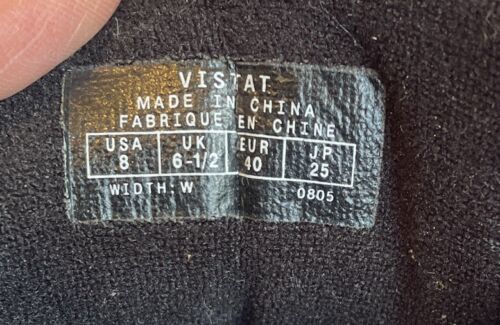 VISTAT
MADE IN CHINA
FABRIQUE EN CHINE
USA UK EUR JP
8 6-1/2 40 25
WIDTH:W 0805